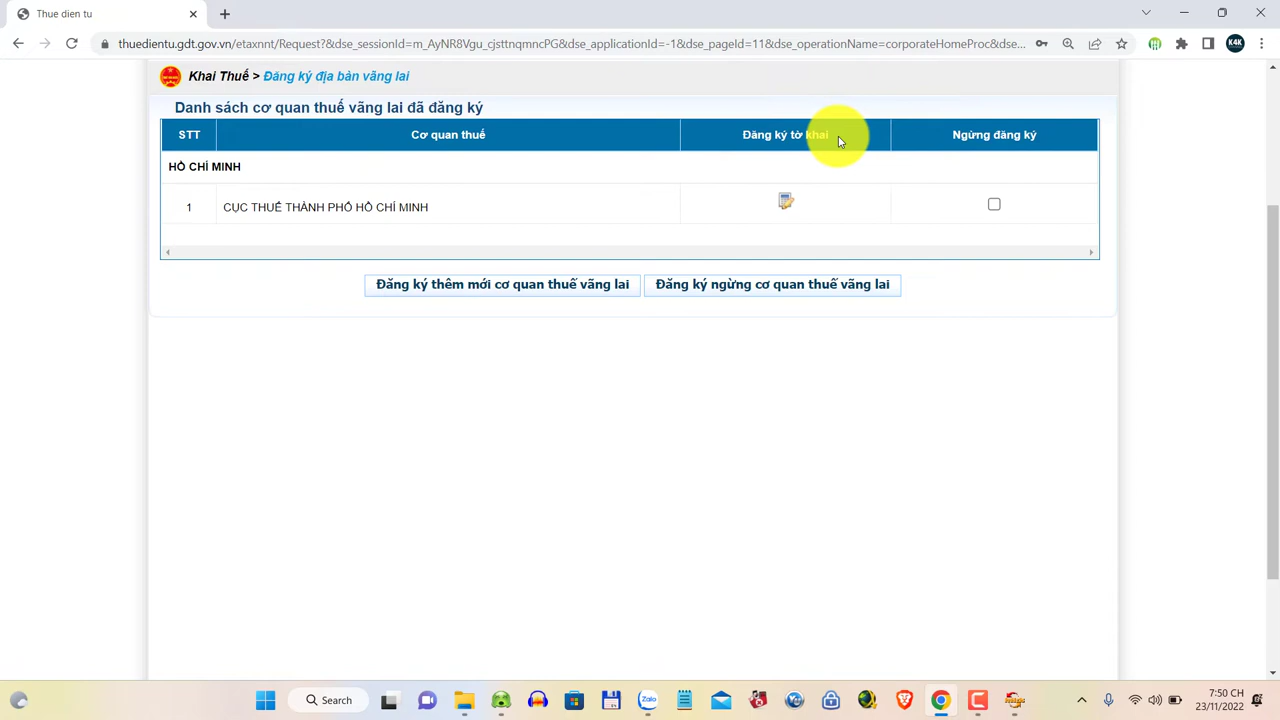 Thue dien tu
thuedientu.gdt.gov.vn/etaxnnt/Request?&dse_sessionId=m_AyNR9Vgu_cjsttnqr_m_PG&dse_applicationId=-1&dse_pageId=11&dse_operationName=corporateHomeProc&dse...
K4K
Khai Thuế > Đăng ký địa bàn vãng lai
Danh sách cơ quan thuế vãng lai đã đăng ký
STT Cơ quan thuế Đăng ký tờ khai Ngừng đăng ký
HỒ CHÍ MINH
1 CỤC THUẾ THÀNH PHỐ HỒ CHÍ MINH
Đăng ký thêm mới cơ quan thuế vãng lai Đăng ký ngừng cơ quan thuế vãng lai
Search
Zalo
7:50 CH
23/11/2022